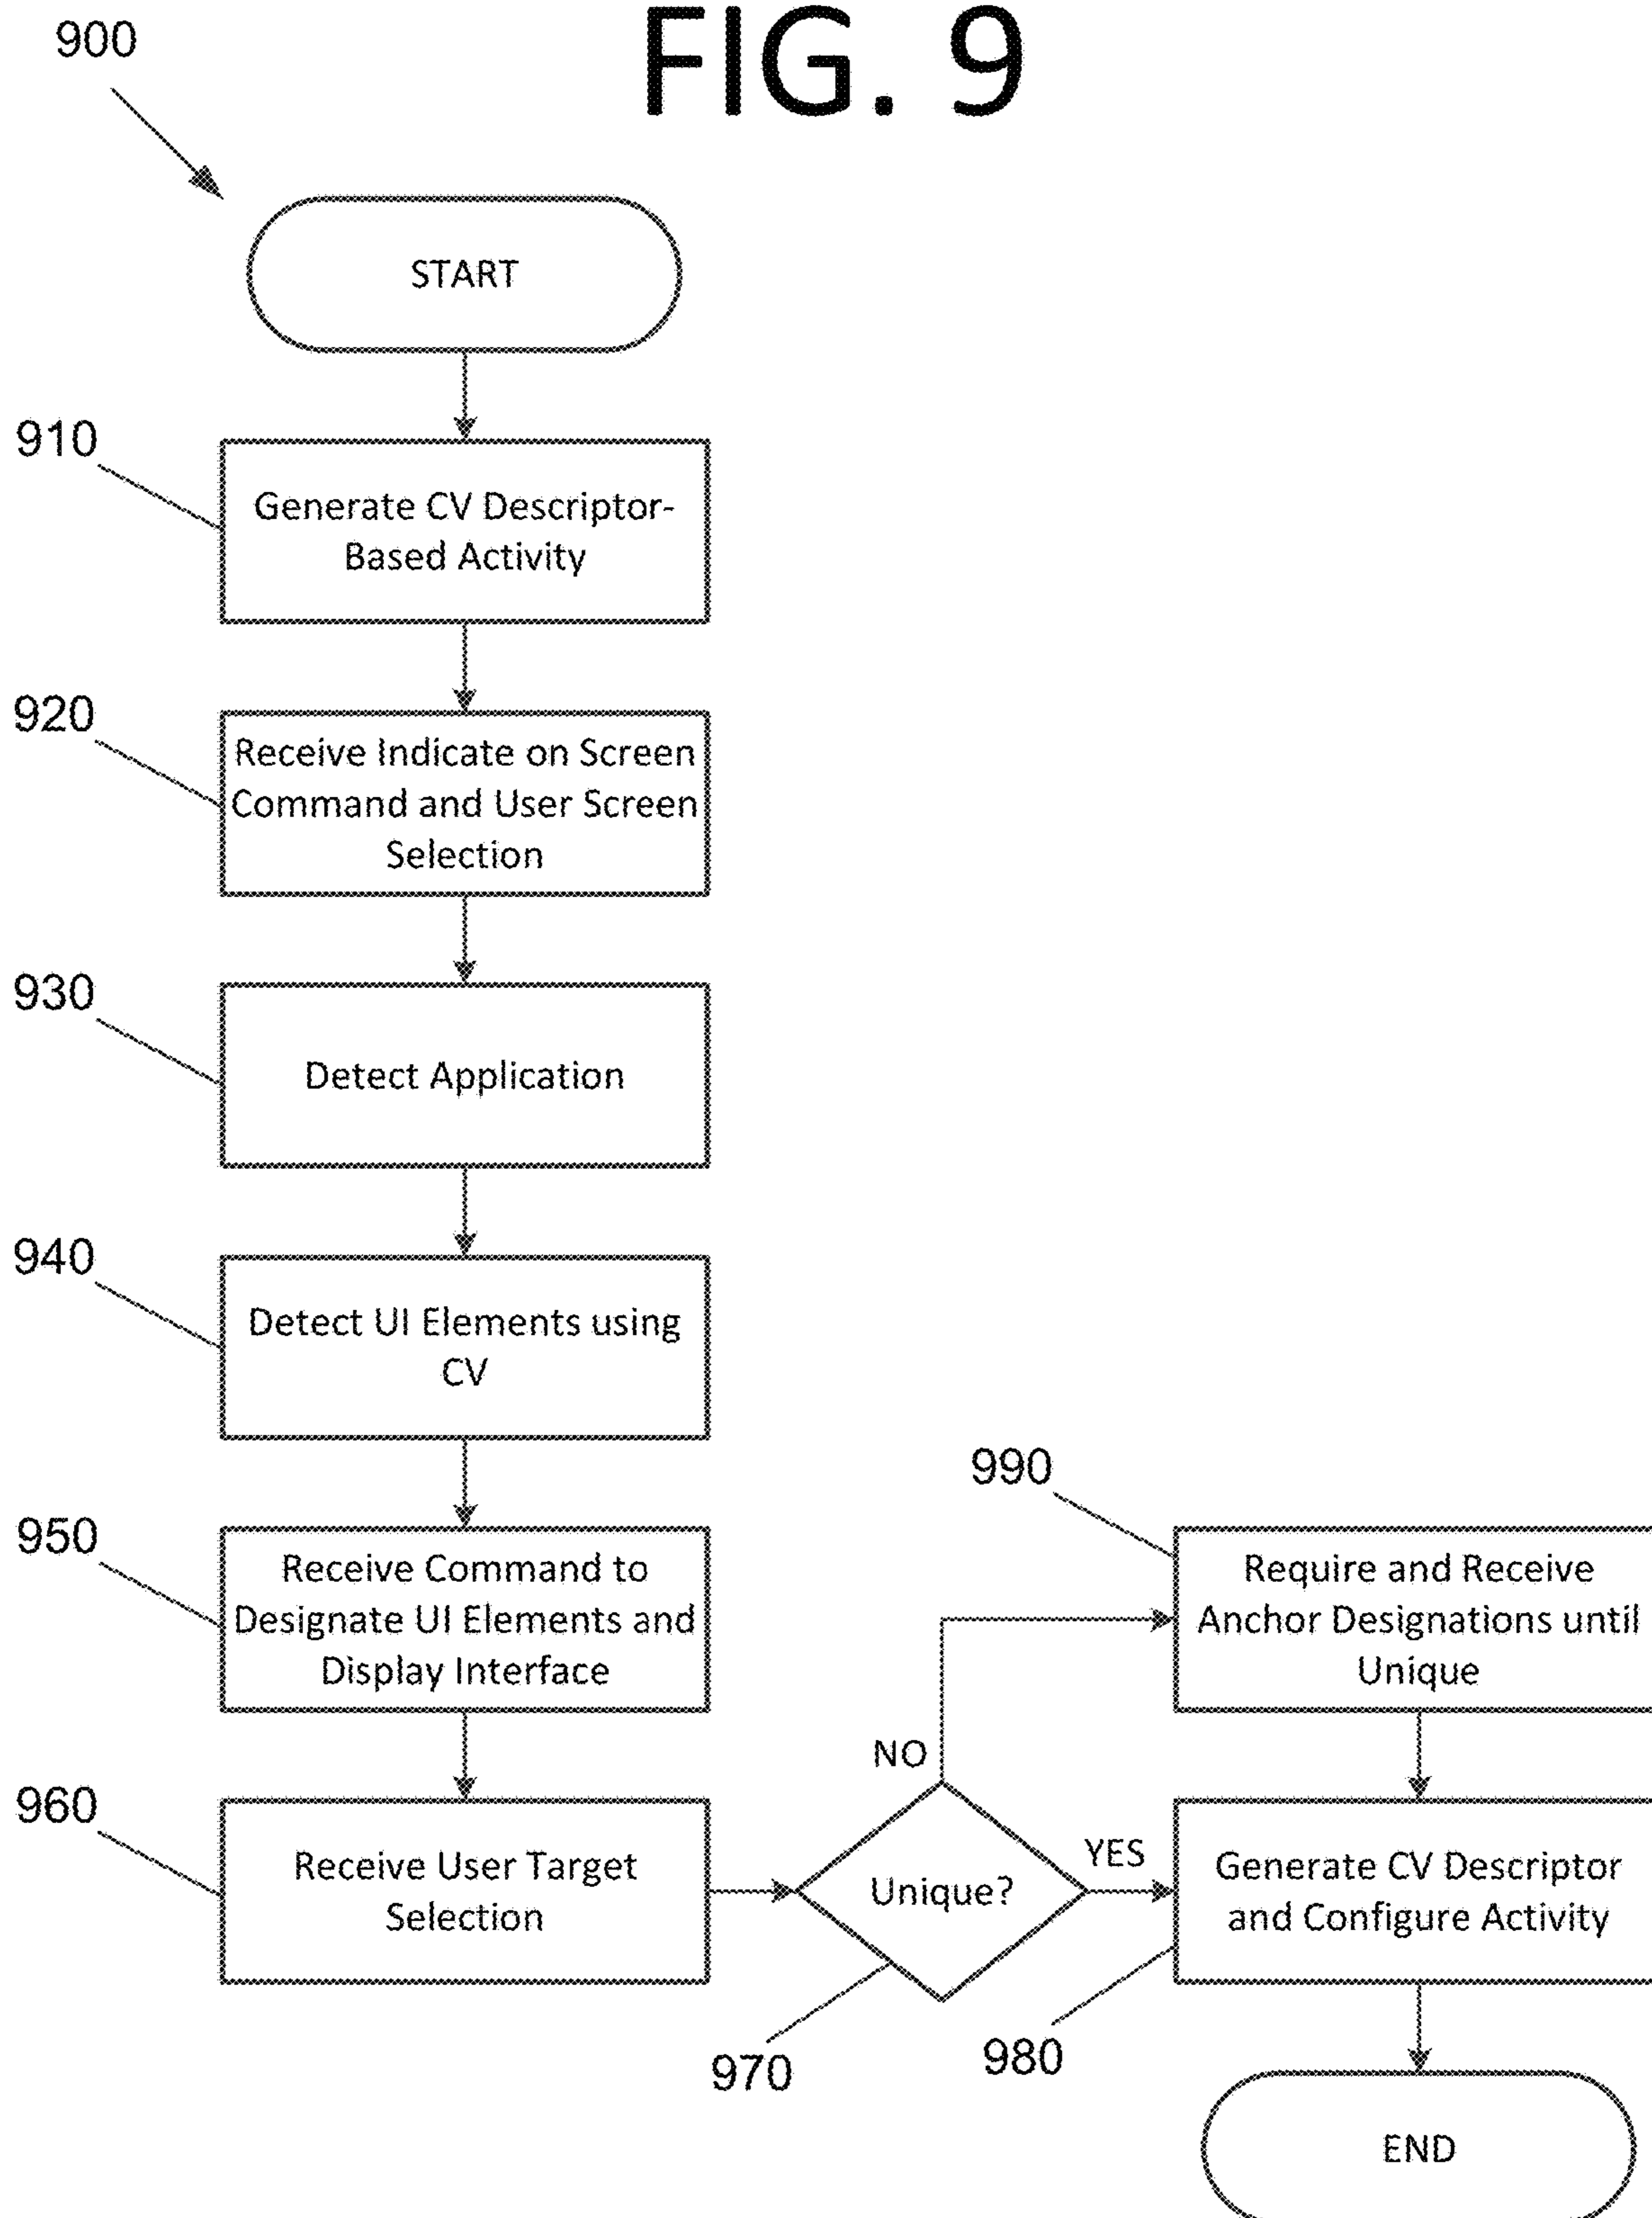 FIG. 9
900
START
910
Generate CV Descriptor-
Based Activity
920
Receive Indicate on Screen
Command and User Screen
Selection
930
Detect Application
940
Detect UI Elements using
CV
950
Receive Command to
Designate UI Elements and
Display Interface
960
Receive User Target
Selection
970
Unique?
NO
YES
990
Require and Receive
Anchor Designations until
Unique
980
Generate CV Descriptor
and Configure Activity
END